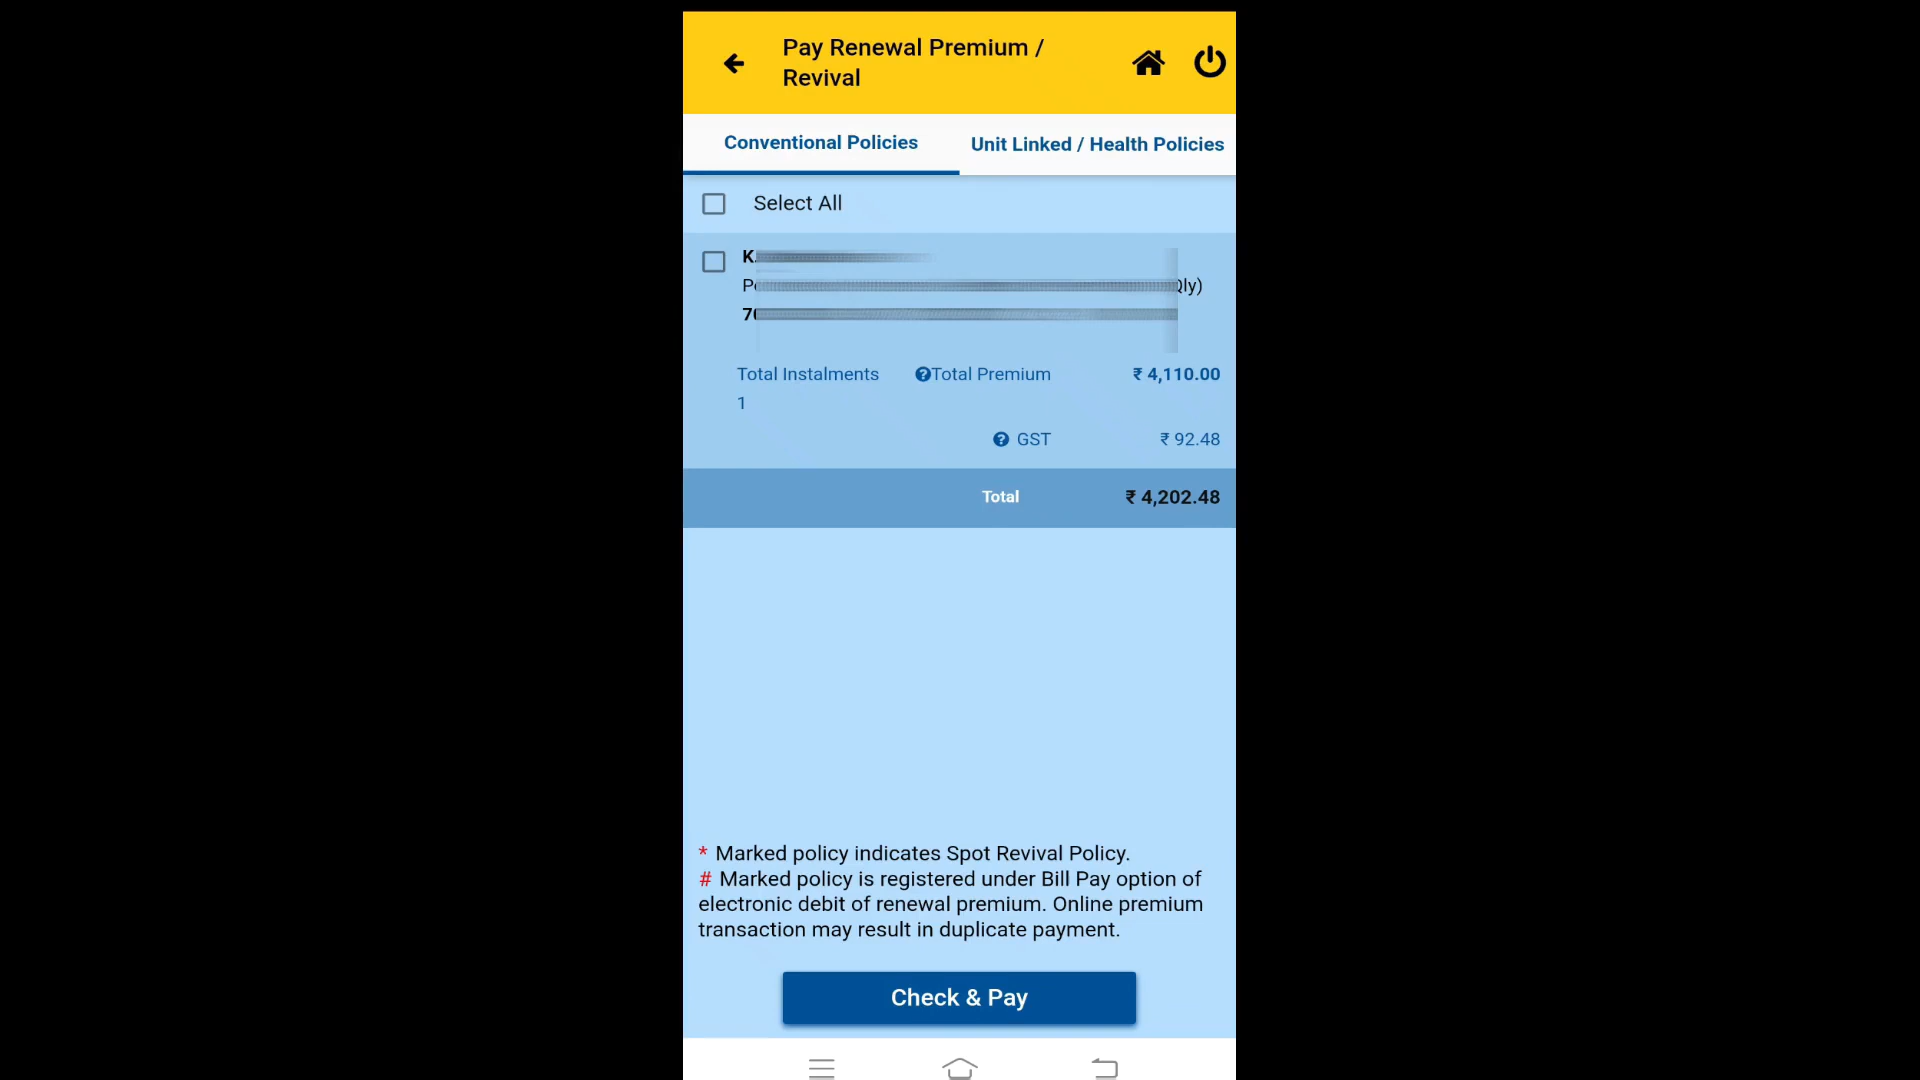 Pay Renewal Premium /
Revival
Conventional Policies
Unit Linked / Health Policies
Select All
K
Qly)
Total Instalments
Total Premium
₹ 4,110.00
1
GST
₹ 92.48
Total
₹ 4,202.48
* Marked policy indicates Spot Revival Policy.
# Marked policy is registered under Bill Pay option of
electronic debit of renewal premium. Online premium
transaction may result in duplicate payment.
Check & Pay